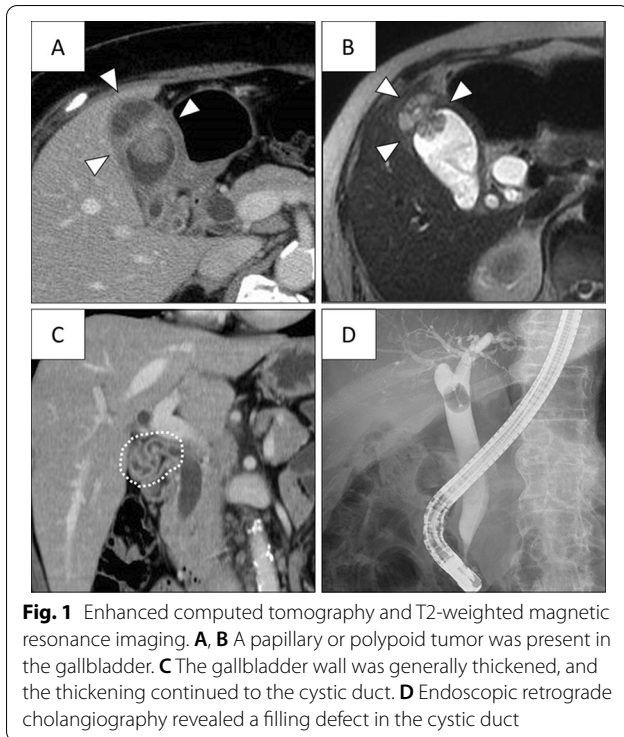 A
B
C
D
Fig. 1 Enhanced computed tomography and T2-weighted magnetic
resonance imaging. A, B A papillary or polypoid tumor was present in
the gallbladder. C The gallbladder wall was generally thickened, and
the thickening continued to the cystic duct. D Endoscopic retrograde
cholangiography revealed a filling defect in the cystic duct